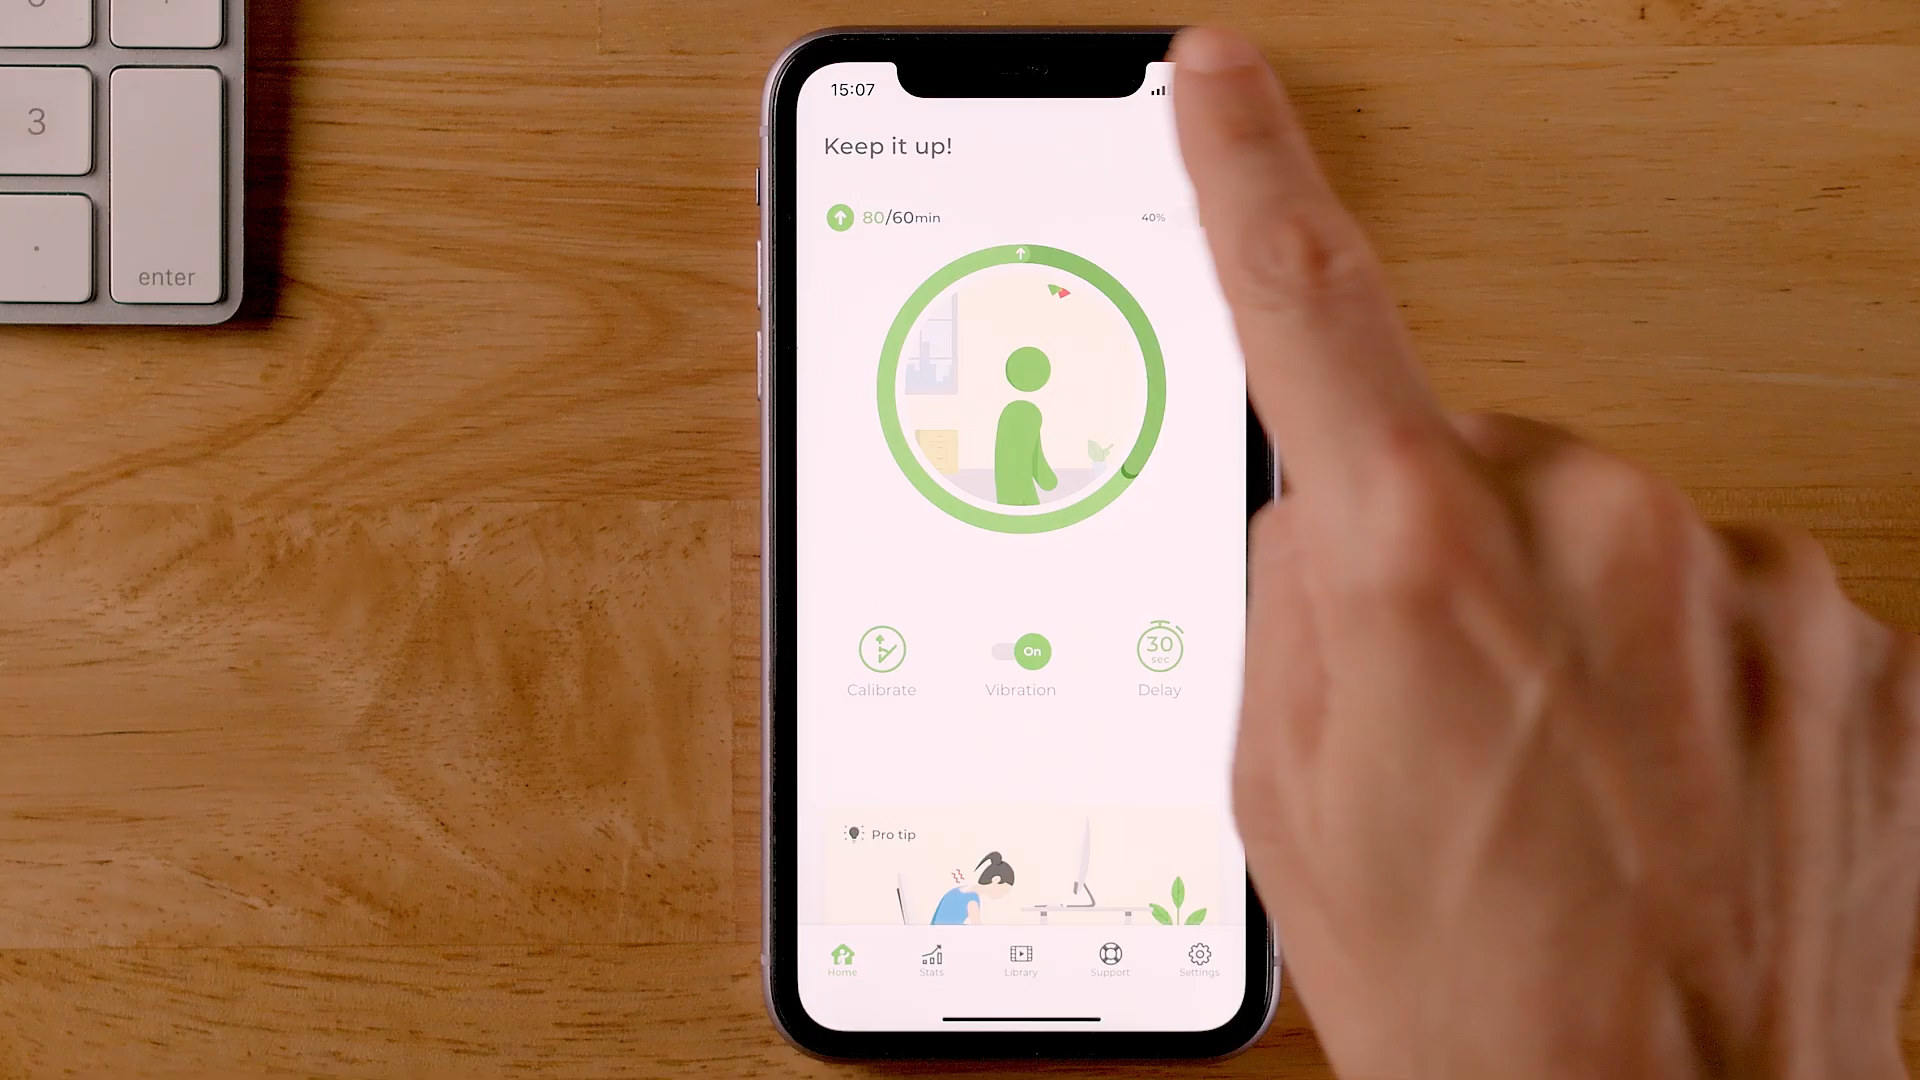 3
enter
15:07
Keep it up!
80/60min
40%
On
30
sec
Calibrate
Vibration
Delay
Pro tip
Home
Stats
Library
Support
Settings